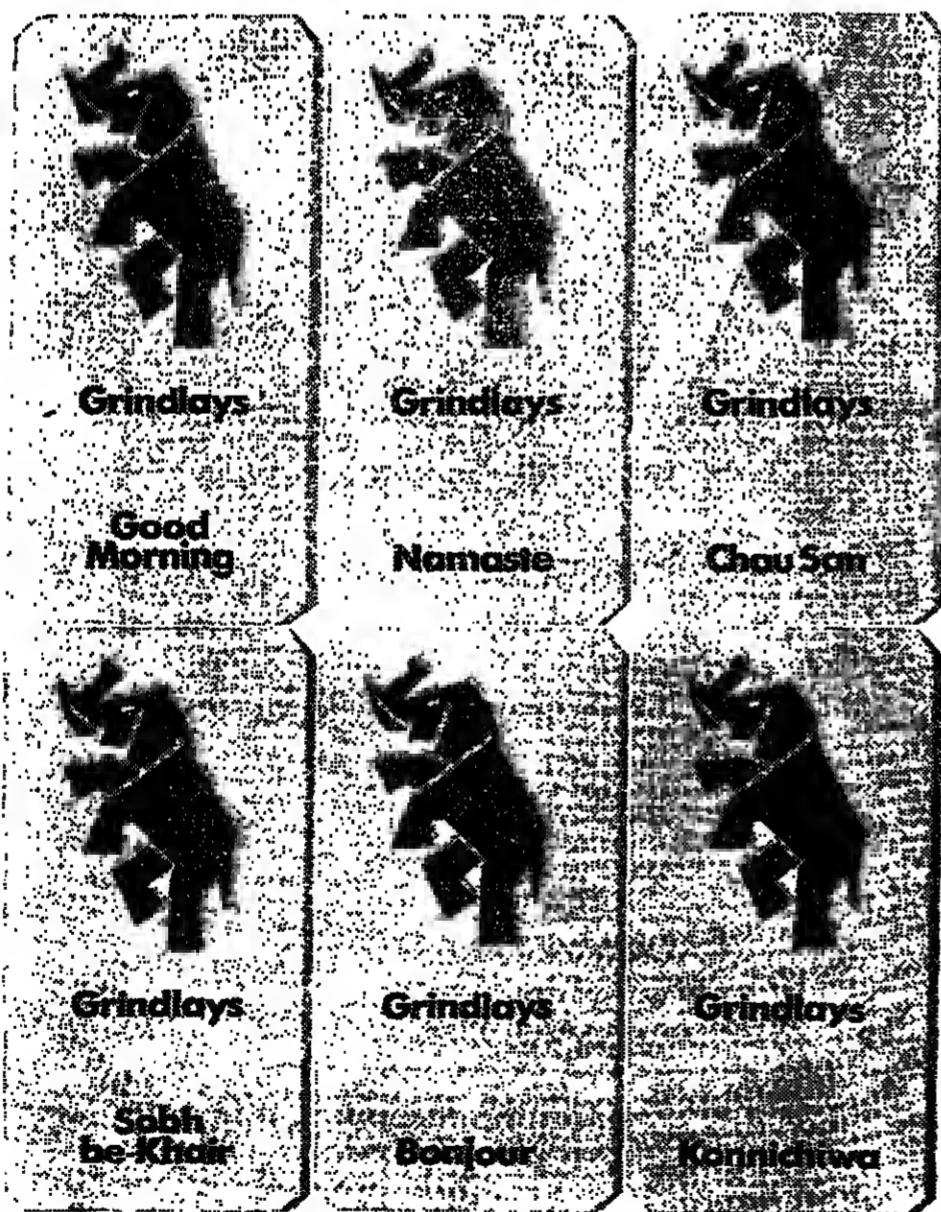 Grindlays
Good
Morning
Grindlays
Namaste
Grindlays
Chau San
Grindlays
Sobh
be Khair
Grindlays
Bonjour
Grindlays
Konnichiwa